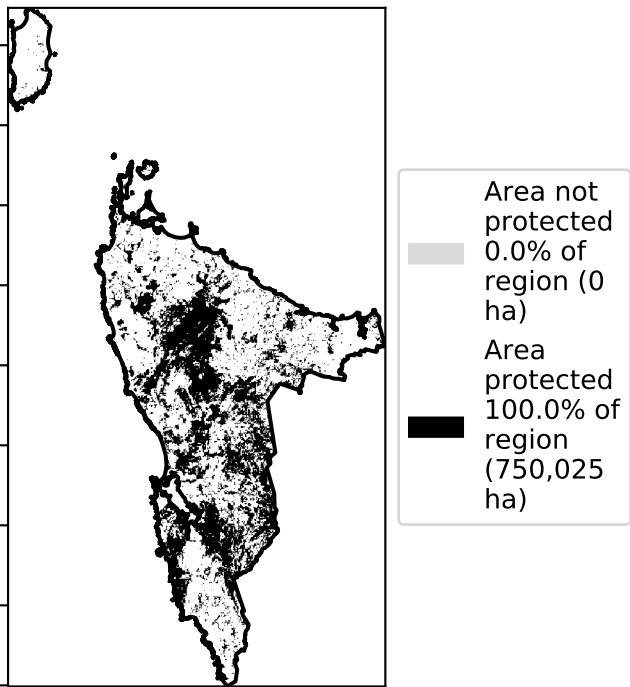 Area not
protected
0.0% of
region (0
ha)
Area
protected
100.0% of
region
(750,025
ha)